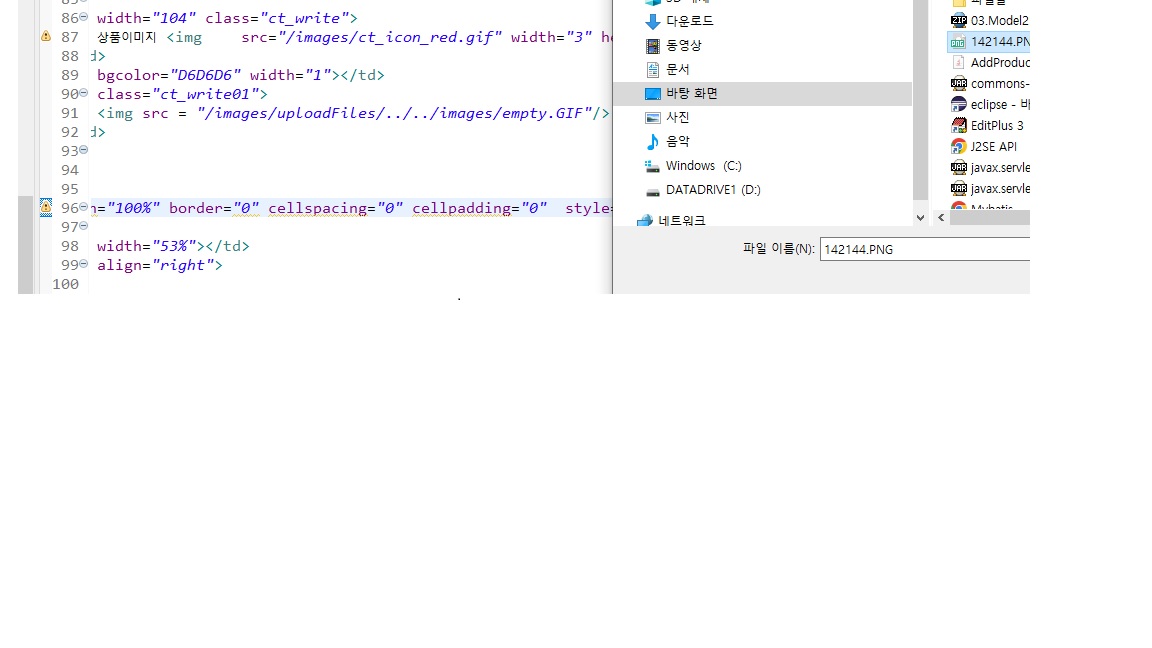 86 width="104" class="ct_write">
87 상품이미지 <img src="/images/ct_icon_red.gif" width="3" he
88 d>
89 bgcolor="D6D6D6" width="1"></td>
90 class="ct_write01">
91 <img src = "/images/uploadFiles/../../images/empty.GIF"/>
92 d>
93
94
95
96 h="100%" border="0" cellspacing="0" cellpadding="0" style=
97
98 width="53%"></td>
99 align="right">
100
다운로드
동영상
문서
바탕 화면
사진
음악
Windows (C:)
DATADRIVE1 (D:)
네트워크
03.Model2
142144.PN
AddProduc
commons-
eclipse - 바
EditPlus 3
J2SE API
javax.servle
javax.servle
Mybatis
파일 이름(N): 142144.PNG